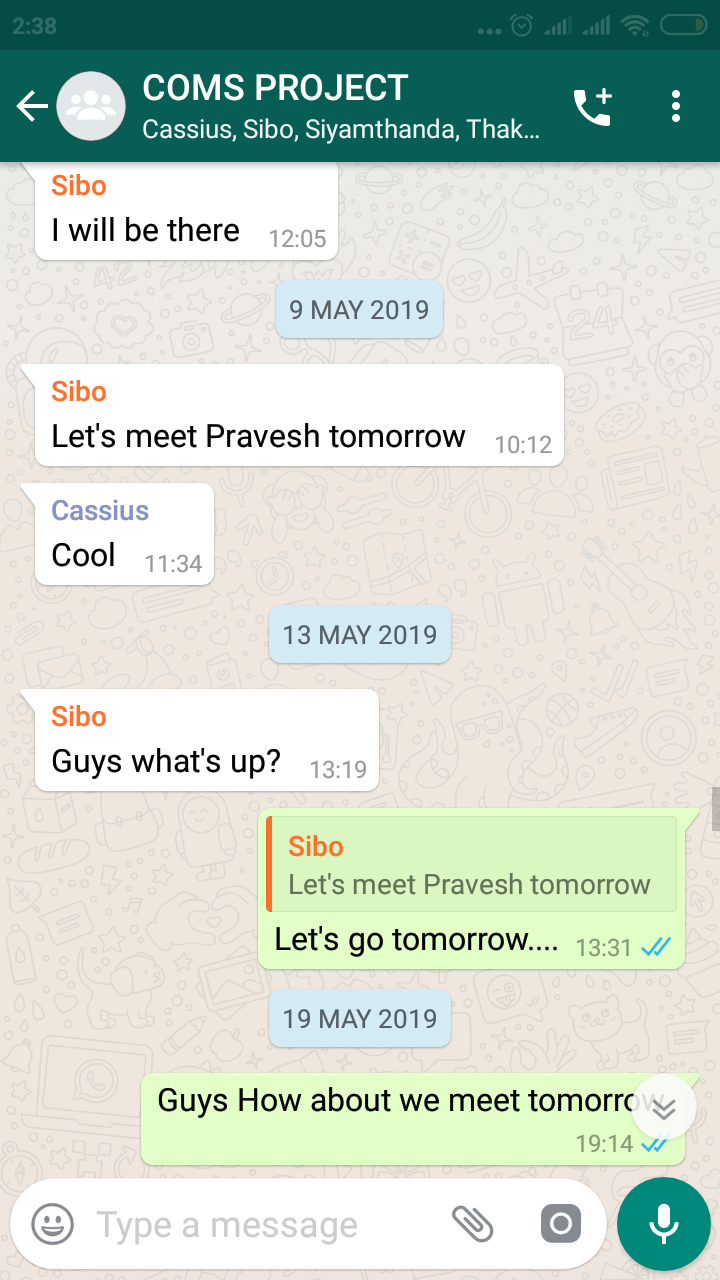 2:38
COMS PROJECT
Cassius, Sibo, Siyamthanda, Thak...
Sibo
I will be there 12:05
9 MAY 2019
Sibo
Let's meet Pravesh tomorrow 10:12
Cassius
Cool 11:34
13 MAY 2019
Sibo
Guys what's up? 13:19
Sibo
Let's meet Pravesh tomorrow
Let's go tomorrow.... 13:31
19 MAY 2019
Guys How about we meet tomorrow
19:14
Type a message